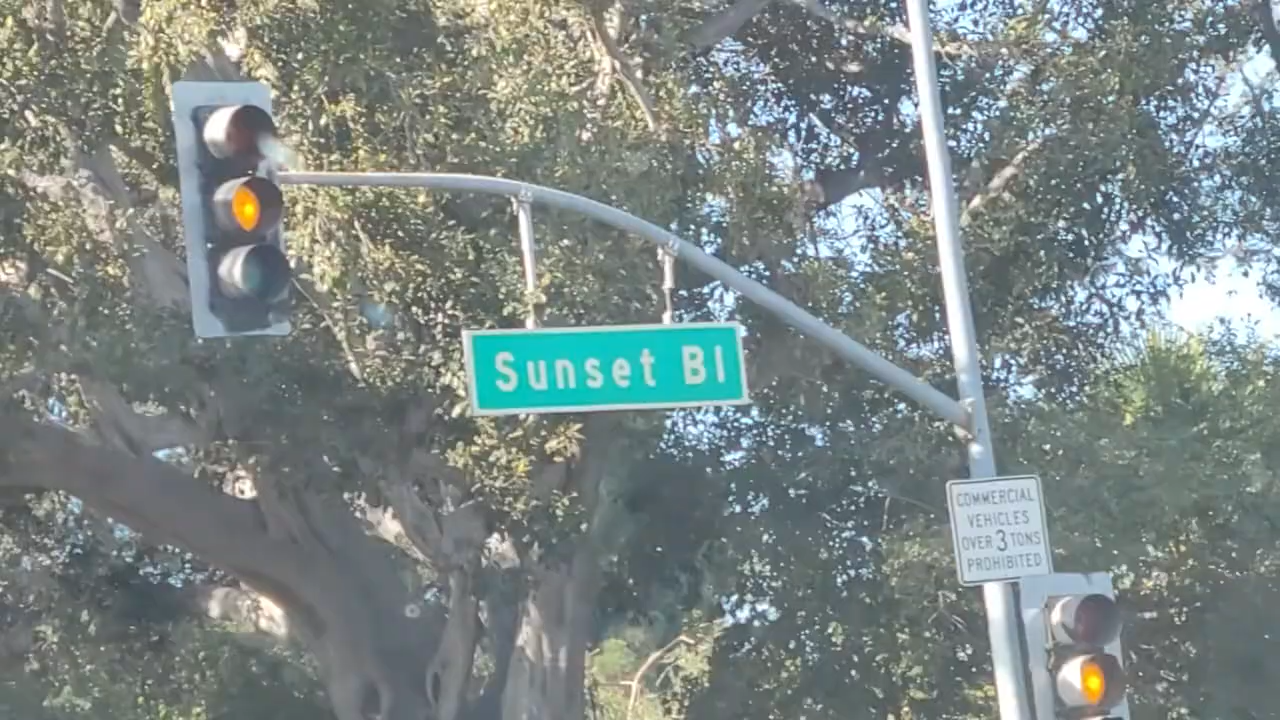 Sunset Bl
COMMERCIAL
VEHICLES
OVER 3 TONS
PROHIBITED